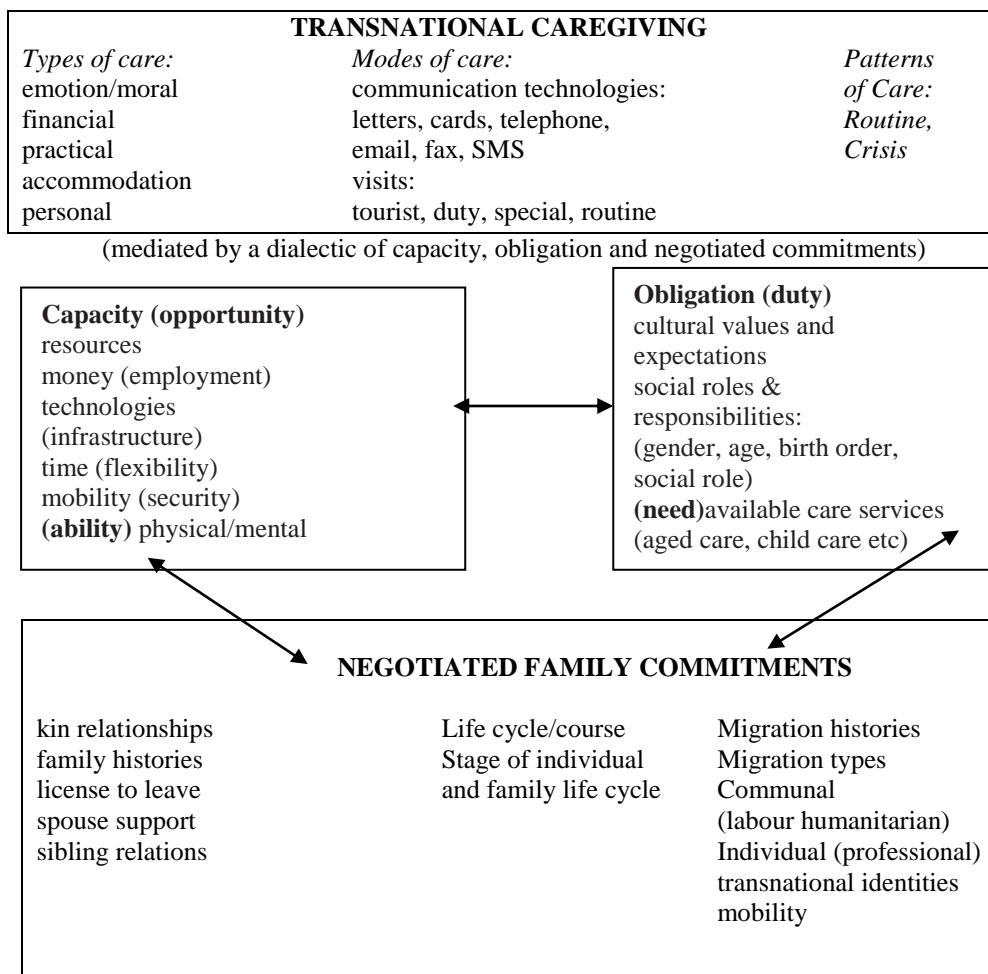 TRANSNATIONAL CAREGIVING
Types of care:
emotion/moral
financial
practical
accommodation
personal
Modes of care:
communication technologies:
letters, cards, telephone,
email, fax, SMS
visits:
tourist, duty, special, routine
Patterns
of Care:
Routine,
Crisis
(mediated by a dialectic of capacity, obligation and negotiated commitments)
Capacity (opportunity)
resources
money (employment)
technologies
(infrastructure)
time (flexibility)
mobility (security)
(ability) physical/mental
Obligation (duty)
cultural values and
expectations
social roles &
responsibilities:
(gender, age, birth order,
social role)
(need)available care services
(aged care, child care etc)
NEGOTIATED FAMILY COMMITMENTS
kin relationships
family histories
license to leave
spouse support
sibling relations
Life cycle/course
Stage of individual
and family life cycle
Migration histories
Migration types
Communal
(labour humanitarian)
Individual (professional)
transnational identities
mobility